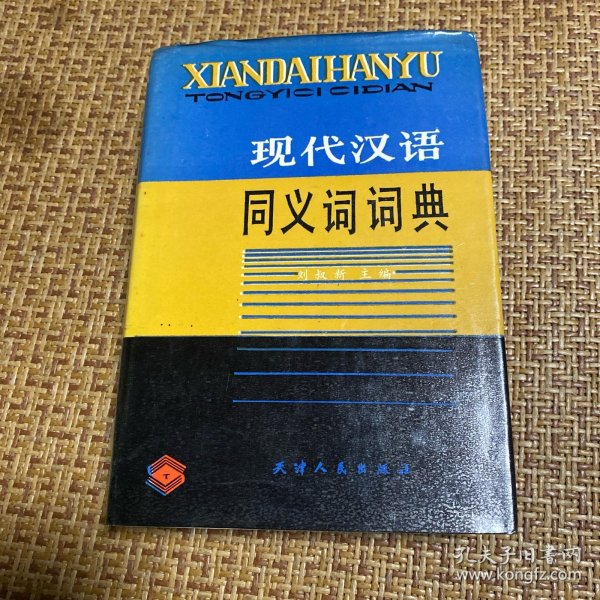 XIANDAIHANYU
TONGYICI CIDIAN
现代汉语
同义词词典
刘叔新 主编
天津人民出版社
T
孔夫子旧书网
www.kongfz.com